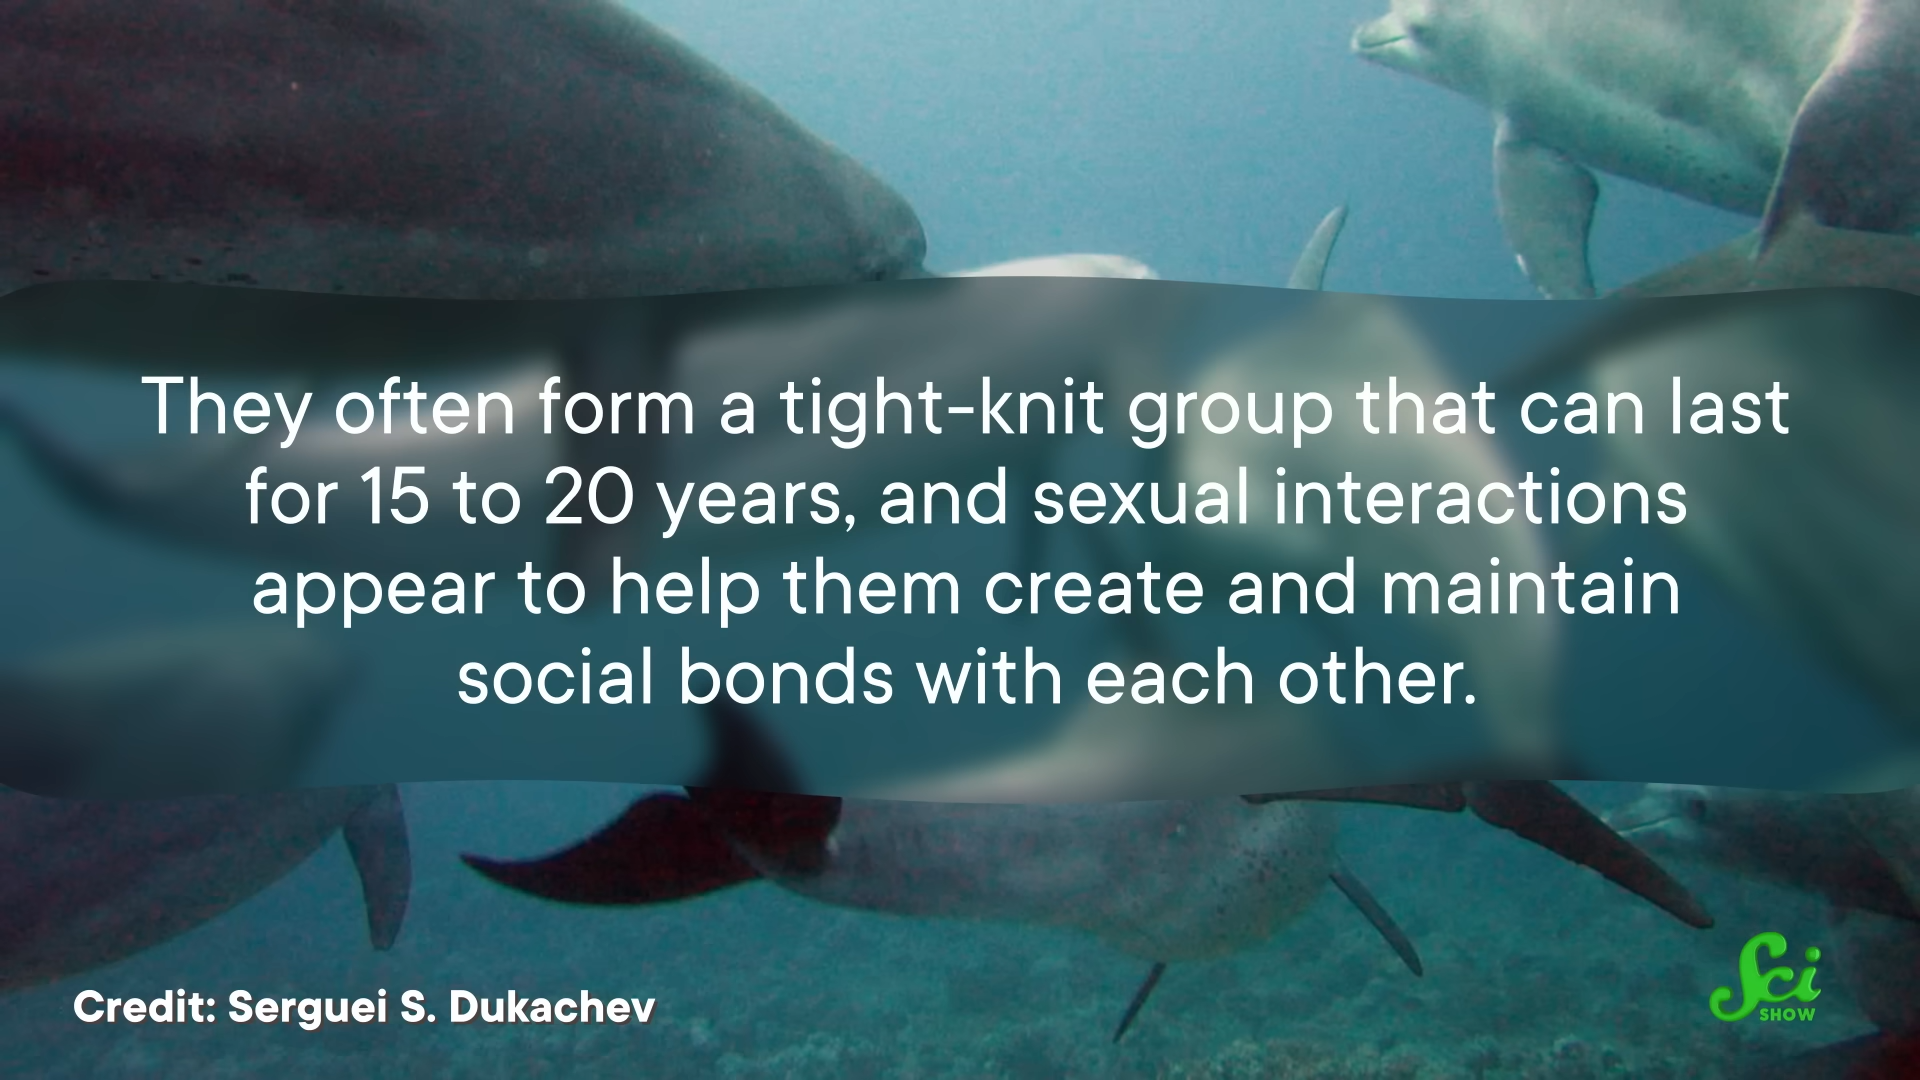 They often form a tight-knit group that can last
for 15 to 20 years, and sexual interactions
appear to help them create and maintain
social bonds with each other.
Credit: Serguei S. Dukachev
Sci
SHOW